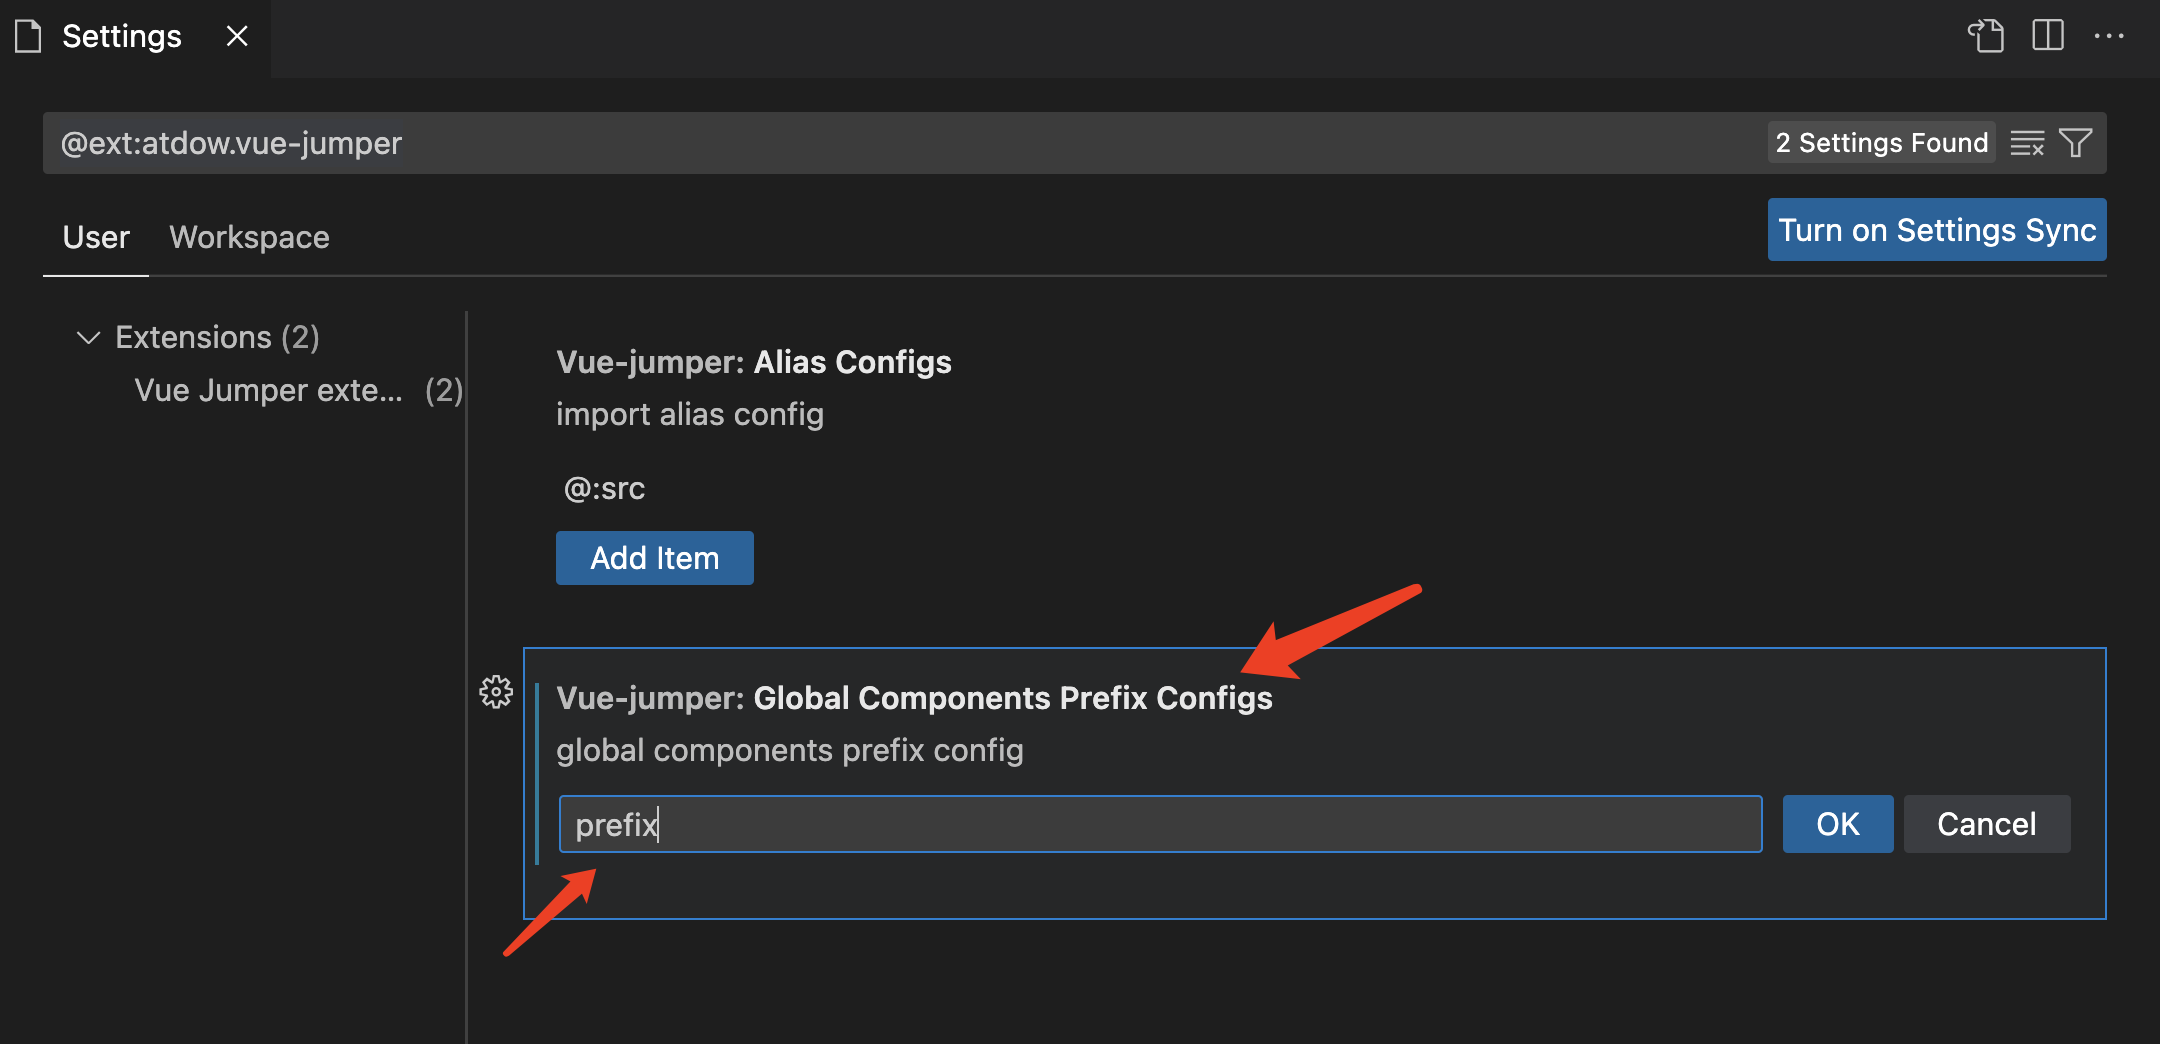 Settings
@ext:atdow.vue-jumper
2 Settings Found
User
Workspace
Turn on Settings Sync
Extensions (2)
Vue Jumper exte... (2)
Vue-jumper: Alias Configs
import alias config
@:src
Add Item
Vue-jumper: Global Components Prefix Configs
global components prefix config
prefix
OK
Cancel